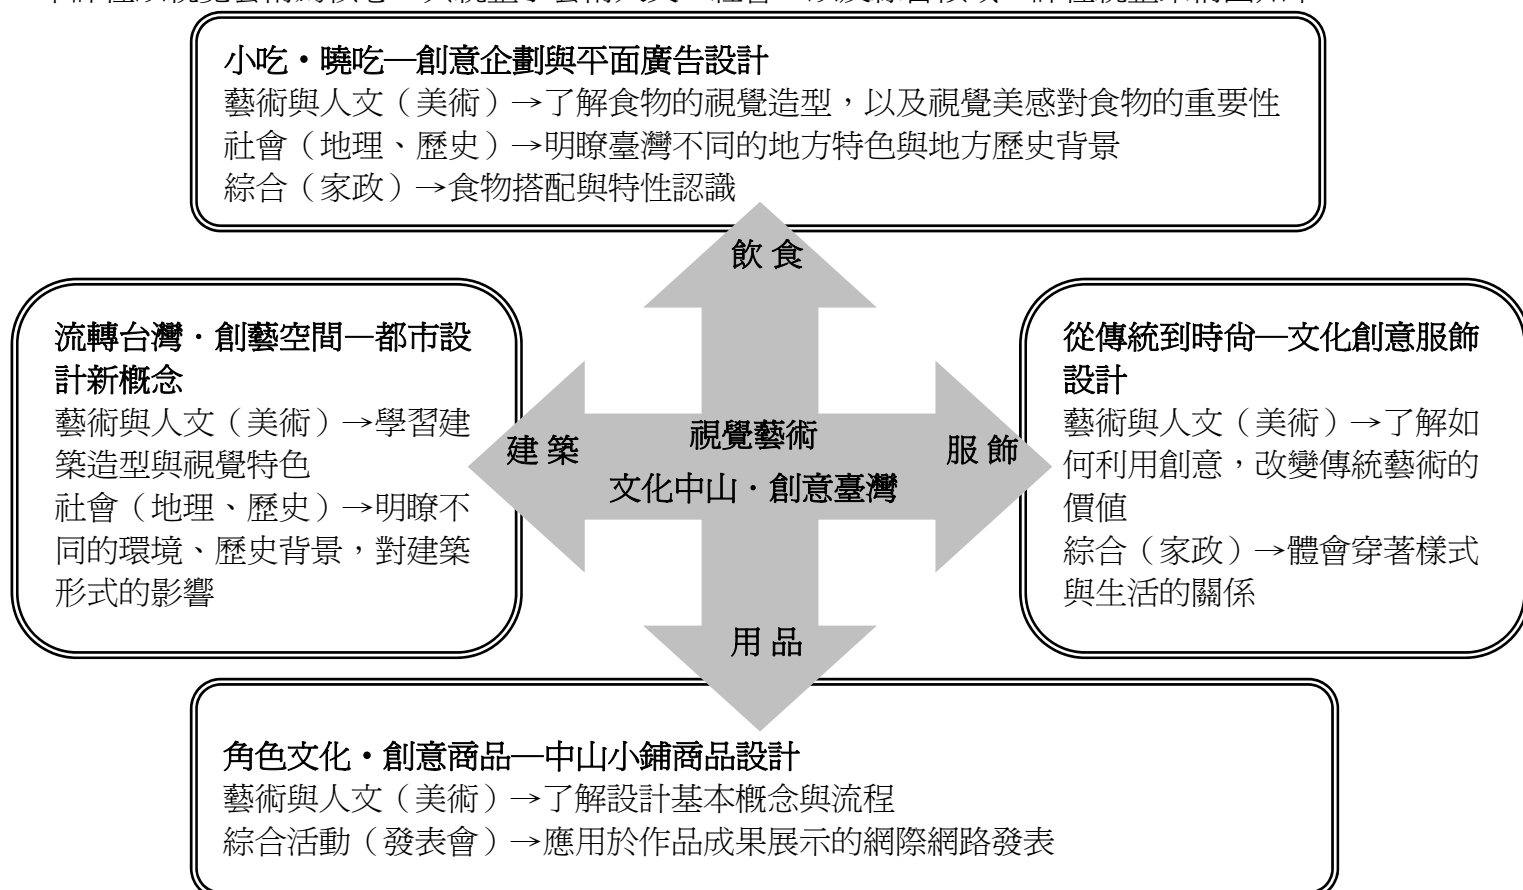 小吃‧曉吃—創意企劃與平面廣告設計
藝術與人文（美術）→了解食物的視覺造型，以及視覺美感對食物的重要性
社會（地理、歷史）→明瞭臺灣不同的地方特色與地方歷史背景
綜合（家政）→食物搭配與特性認識
飲 食
流轉台灣‧創藝空間—都市設
計新概念
藝術與人文（美術）→學習建
築造型與視覺特色
社會（地理、歷史）→明瞭不
同的環境、歷史背景，對建築
形式的影響
建 築
視覺藝術
文化中山‧創意臺灣
服 飾
從傳統到時尚—文化創意服飾
設計
藝術與人文（美術）→了解如
何利用創意，改變傳統藝術的
價值
綜合（家政）→體會穿著樣式
與生活的關係
用 品
角色文化‧創意商品—中山小鋪商品設計
藝術與人文（美術）→了解設計基本概念與流程
綜合活動（發表會）→應用於作品成果展示的網際網路發表